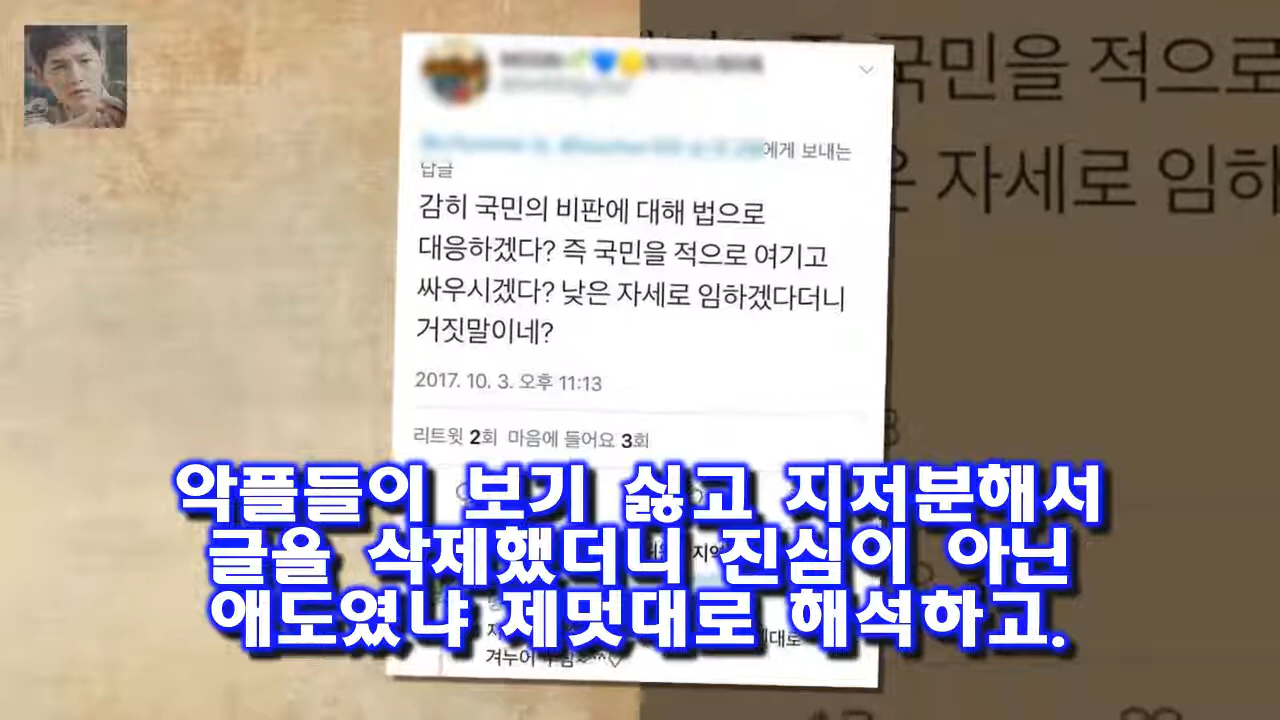 에게 보내는
답글
감히 국민의 비판에 대해 법으로
대응하겠다? 즉 국민을 적으로 여기고
싸우시겠다? 낮은 자세로 임하겠다더니
거짓말이네?
2017. 10. 3. 오후 11:13
리트윗 2회 마음에 들어요 3회
악플들이 보기 싫고 지저분해서
글을 삭제했더니 진심이 아닌
애도였냐 제멋대로 해석하고.
겨누어
국민을 적으로
자세로 임하